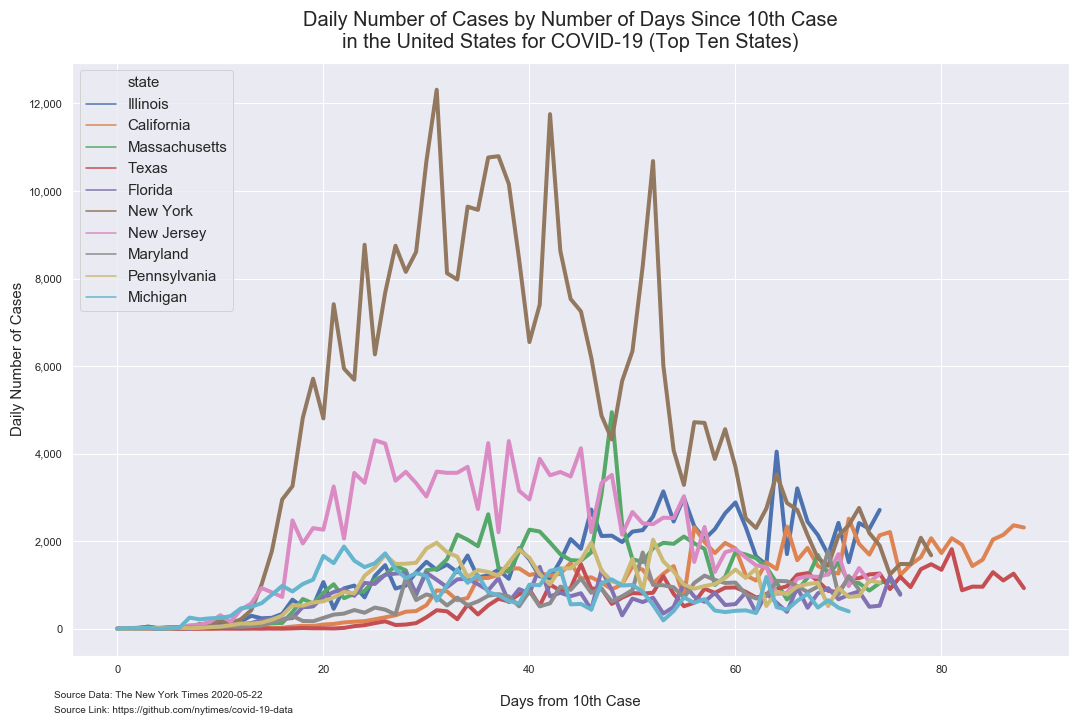 Daily Number of Cases by Number of Days Since 10th Case
in the United States for COVID-19 (Top Ten States)
state
Illinois
California
Massachusetts
Texas
Florida
New York
New Jersey
Maryland
Pennsylvania
Michigan
Daily Number of Cases
12,000
10,000
8,000
6,000
4,000
2,000
0
0 20 40 60 80
Days from 10th Case
Source Data: The New York Times 2020-05-22
Source Link: https://github.com/nytimes/covid-19-data